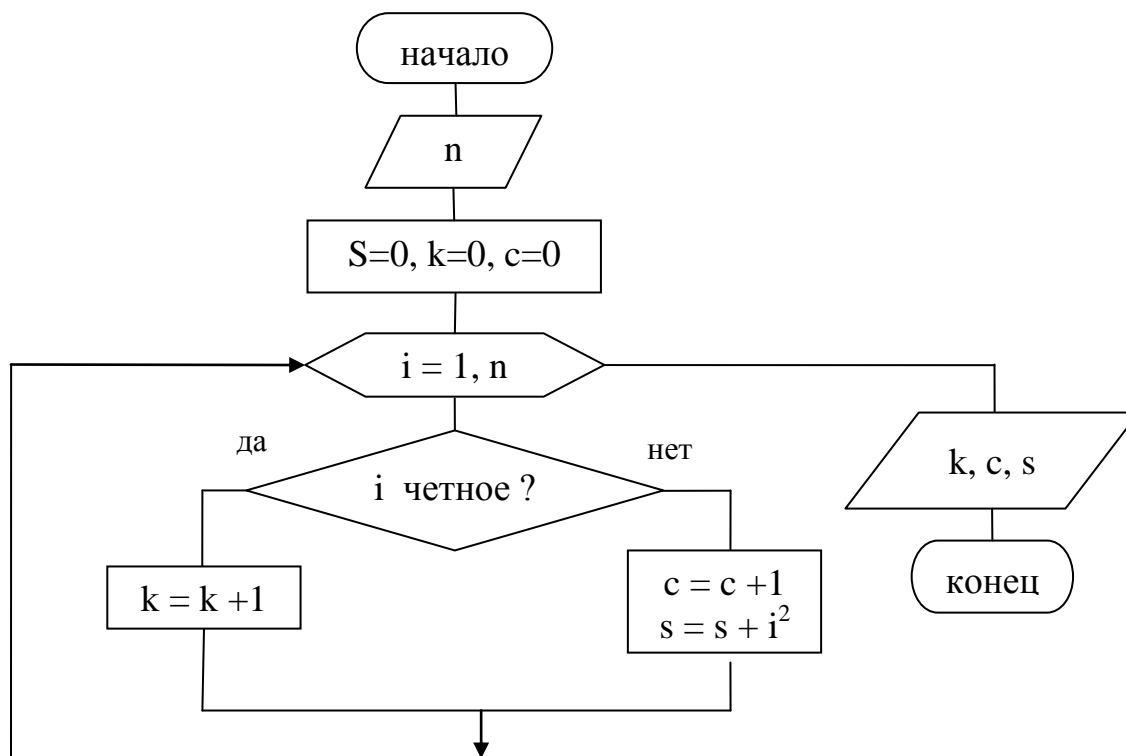 начало
n
S=0, k=0, c=0
i = 1, n
да
нет
i четное ?
k, c, s
k = k +1
c = c +1
s = s + i²
конец